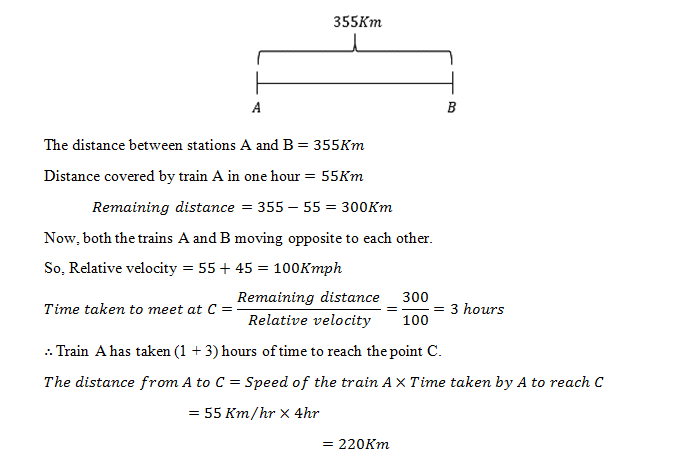 355Km
A B
The distance between stations A and B = 355Km
Distance covered by train A in one hour = 55Km
Remaining distance = 355 − 55 = 300Km
Now, both the trains A and B moving opposite to each other.
So, Relative velocity = 55 + 45 = 100Kmph
Time taken to meet at C = Remaining distance / Relative velocity = 300 / 100 = 3 hours
∴ Train A has taken (1 + 3) hours of time to reach the point C.
The distance from A to C = Speed of the train A × Time taken by A to reach C
= 55 Km/hr × 4hr
= 220Km